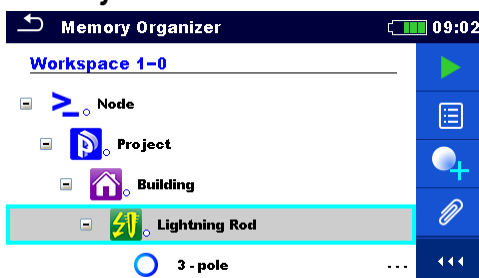 Memory Organizer 09:02
Workspace 1-0
Node
Project
Building
Lightning Rod
3 - pole ...